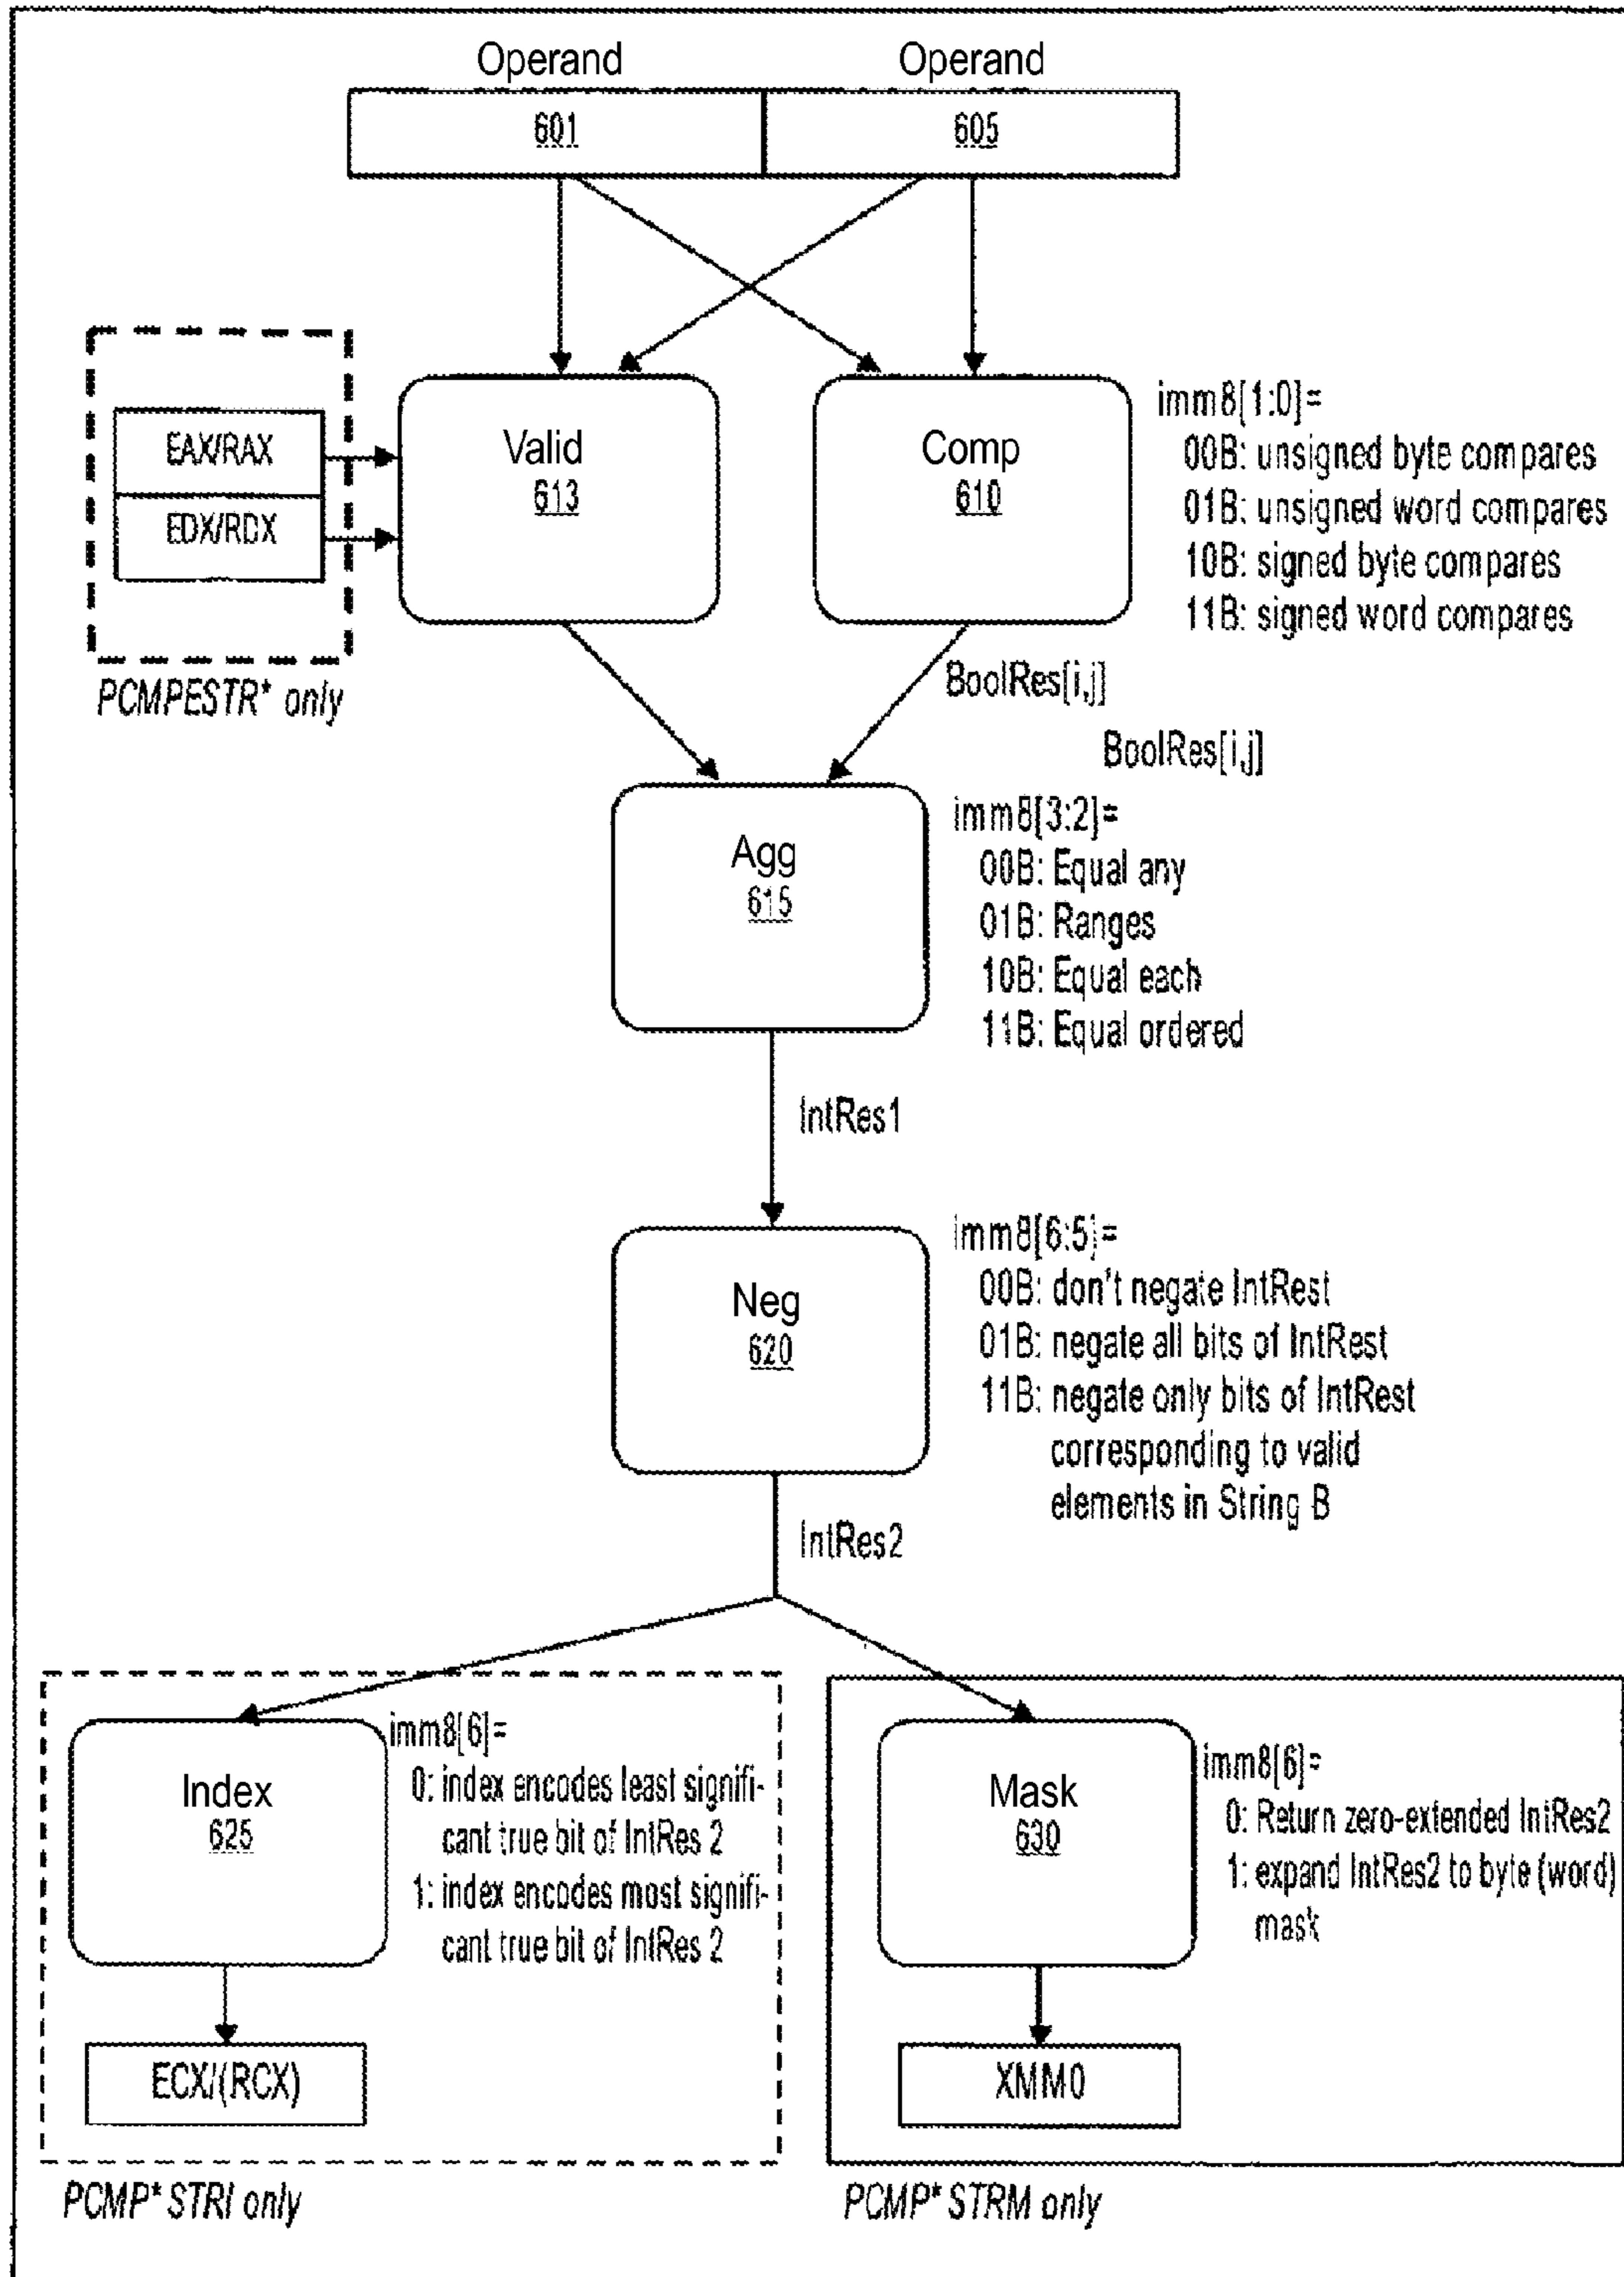 Operand Operand
601 605
EAX/RAX
EDX/RDX
PCMPESTR* only
Valid
613
Comp
610
imm8[1:0]=
00B: unsigned byte compares
01B: unsigned word compares
10B: signed byte compares
11B: signed word compares
BoolRes[i,j]
BoolRes[i,j]
Agg
615
imm8[3:2]=
00B: Equal any
01B: Ranges
10B: Equal each
11B: Equal ordered
IntRes1
Neg
620
imm8[6:5]=
00B: don't negate IntRest
01B: negate all bits of IntRest
11B: negate only bits of IntRest
corresponding to valid
elements in String B
IntRes2
Index
625
imm8[6]=
0: index encodes least signifi-
cant true bit of IntRes 2
1: index encodes most signifi-
cant true bit of IntRes 2
ECX/(RCX)
PCMP*STRI only
Mask
630
imm8[6]=
0: Return zero-extended IntRes2
1: expand IntRes2 to byte (word)
mask
XMM0
PCMP*STRM only